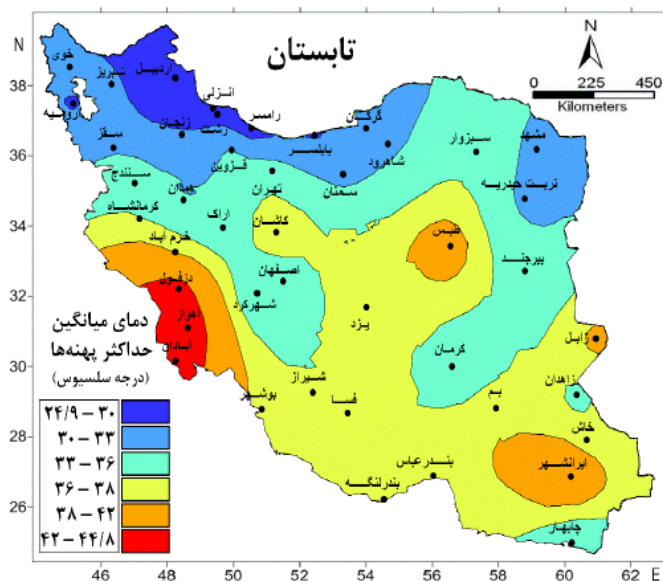 تابستان
N
0 225 450
Kilometers
N
38
36
34
32
30
28
26
46 48 50 52 54 56 58 60 62 E
خوی
تبریز
اردبیل
ارومیه
انزلی
رشت
رامسر
زنجان
سقز
قزوین
بابلسر
گرگان
شاهرود
سمنان
سبزوار
مشهد
تربت حیدریه
سنندج
همدان
تهران
کرمانشاه
اراک
کاشان
طبس
خرم آباد
بیرجند
دزفول
اصفهان
شهرکرد
اهواز
یزد
زابل
آبادان
کرمان
زاهدان
شیراز
بم
بوشهر
فسا
خاش
ایرانشهر
بندرعباس
بندرلنگه
چابهار
دمای میانگین
حداکثر پهنه‌ها
(درجه سلسیوس)
۲۴/۹ – ۳۰
۳۰ – ۳۳
۳۳ – ۳۶
۳۶ – ۳۸
۳۸ – ۴۲
۴۲ – ۴۴/۸